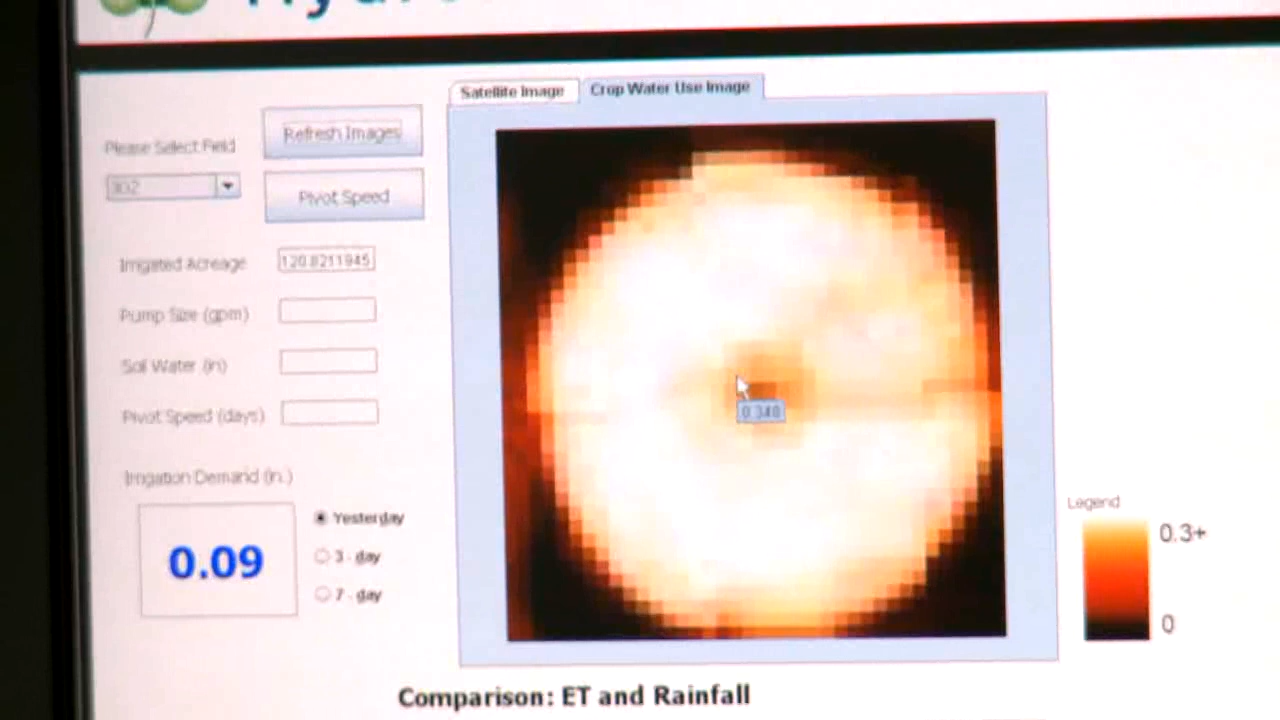 Satellite Image
Crop Water Use Image
Please Select Field
Refresh Images
Pivot Speed
Irrigated Acreage
120.8211945
Pump Size (gpm)
Soil Water (in)
Pivot Speed (days)
0.348
Irrigation Demand (in.)
Yesterday
0.09
3 - day
7 - day
Legend
0.3+
0
Comparison: ET and Rainfall